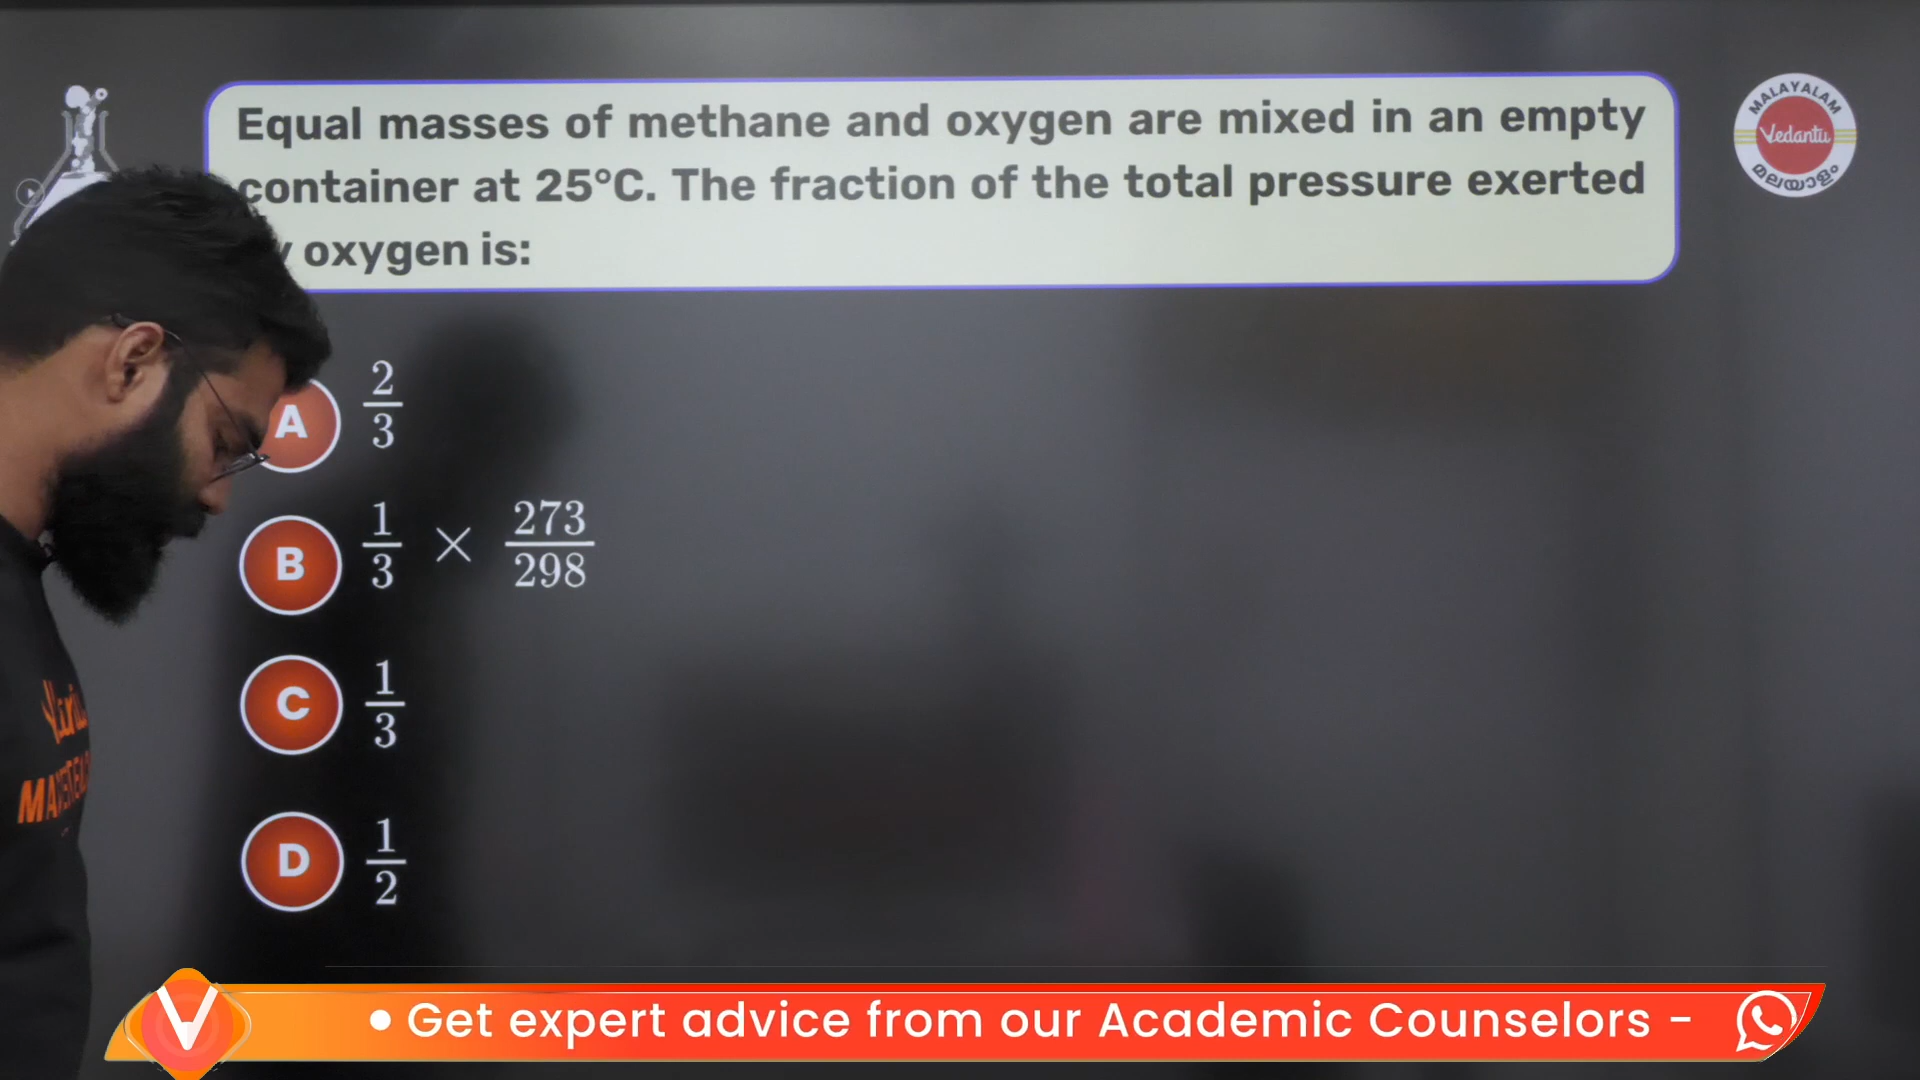 Equal masses of methane and oxygen are mixed in an empty
container at 25°C. The fraction of the total pressure exerted
oxygen is:
MALAYALAM
Vedantu
മലയാളം
A 2/3
B 1/3 × 273/298
C 1/3
D 1/2
• Get expert advice from our Academic Counselors -